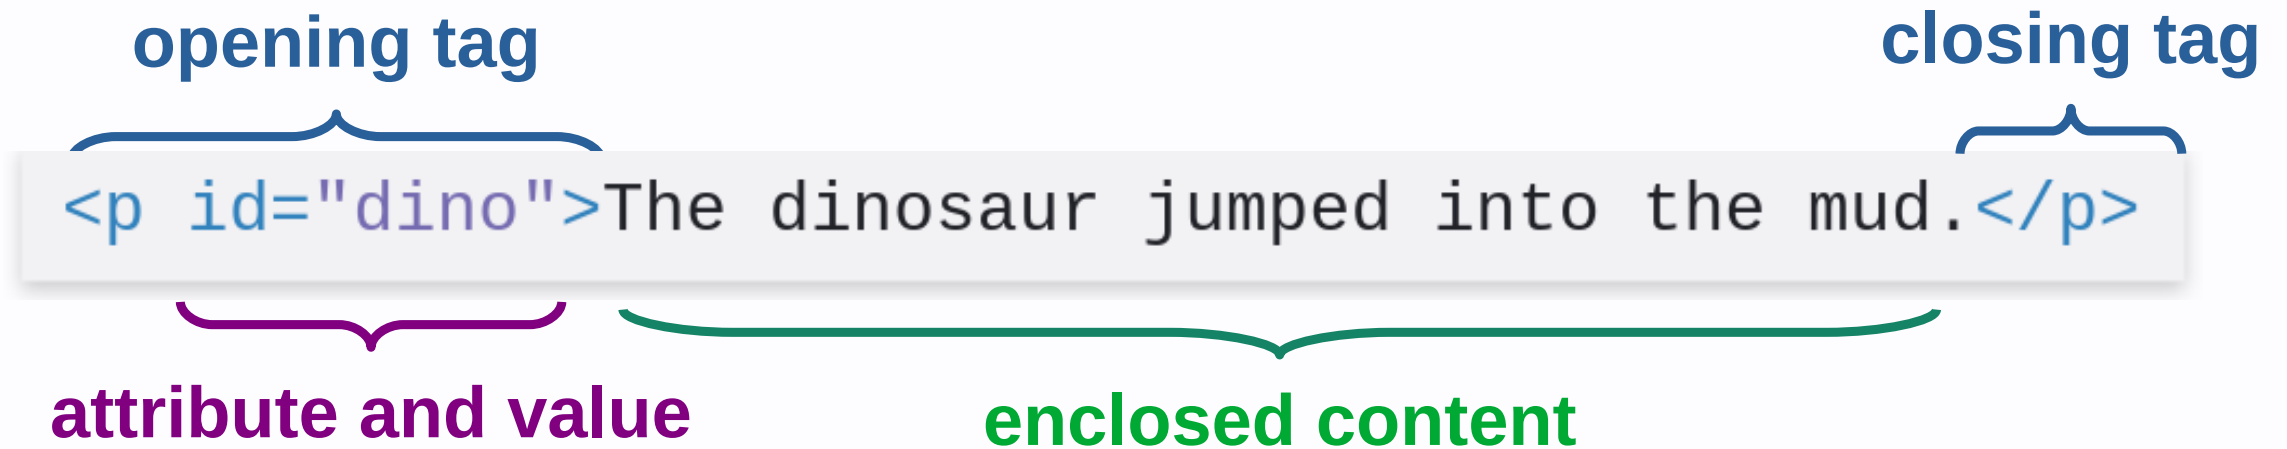 opening tag
closing tag
<p id="dino">The dinosaur jumped into the mud.</p>
attribute and value
enclosed content